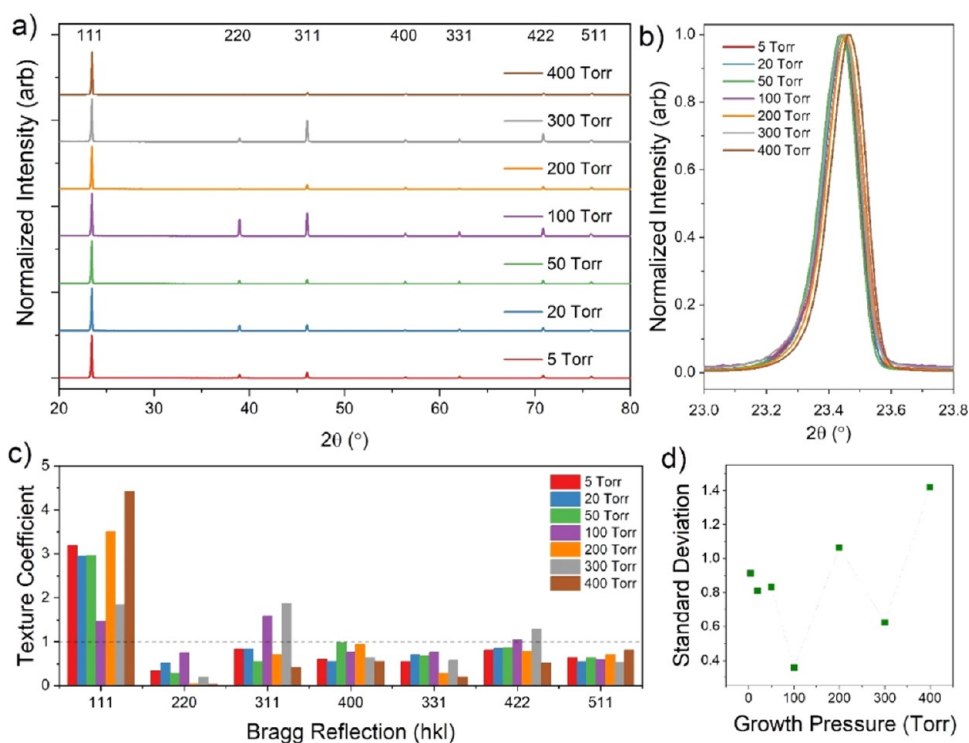 a)
111 220 311 400 331 422 511
400 Torr
300 Torr
200 Torr
100 Torr
50 Torr
20 Torr
5 Torr
Normalized Intensity (arb)
20 30 40 50 60 70 80
2θ (°)
b)
5 Torr
20 Torr
50 Torr
100 Torr
200 Torr
300 Torr
400 Torr
Normalized Intensity (arb)
1.0
0.8
0.6
0.4
0.2
0.0
23.0 23.2 23.4 23.6 23.8
2θ (°)
c)
5 Torr
20 Torr
50 Torr
100 Torr
200 Torr
300 Torr
400 Torr
Texture Coefficient
5
4
3
2
1
0
111 220 311 400 331 422 511
Bragg Reflection (hkl)
d)
Standard Deviation
1.4
1.2
1.0
0.8
0.6
0.4
0 100 200 300 400
Growth Pressure (Torr)